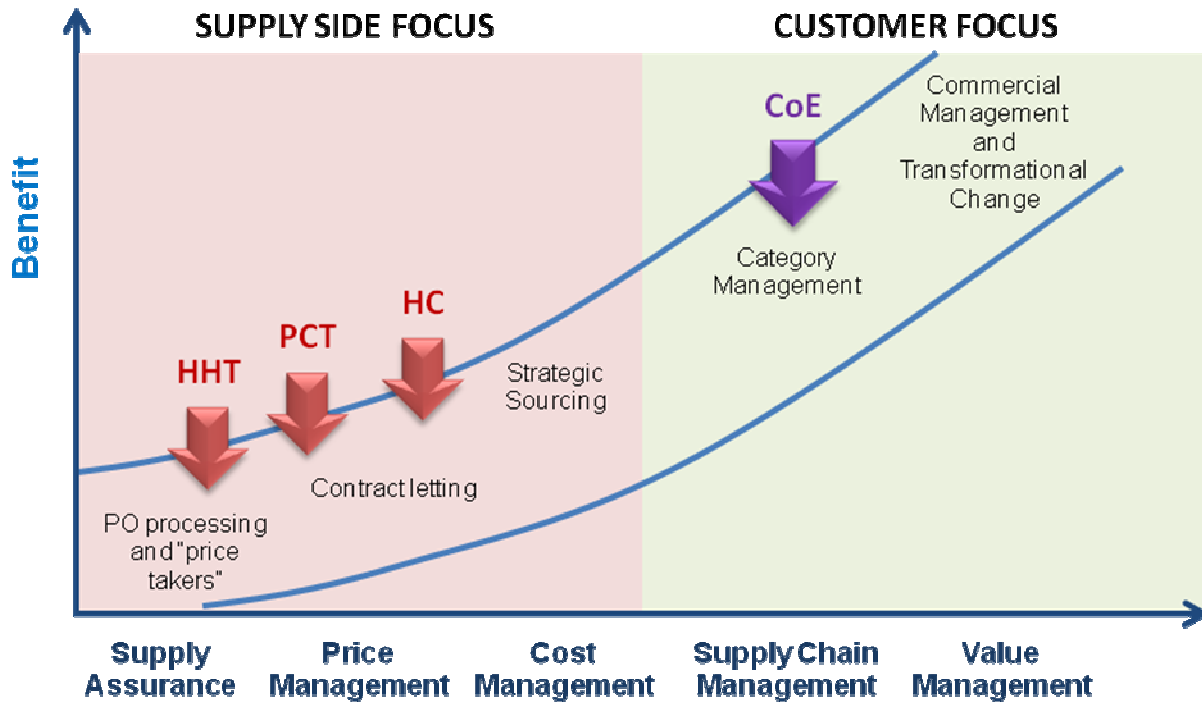 SUPPLY SIDE FOCUS
CUSTOMER FOCUS
Benefit
HHT
PCT
HC
CoE
PO processing
and "price
takers"
Contract letting
Strategic
Sourcing
Category
Management
Commercial
Management
and
Transformational
Change
Supply
Assurance
Price
Management
Cost
Management
Supply Chain
Management
Value
Management